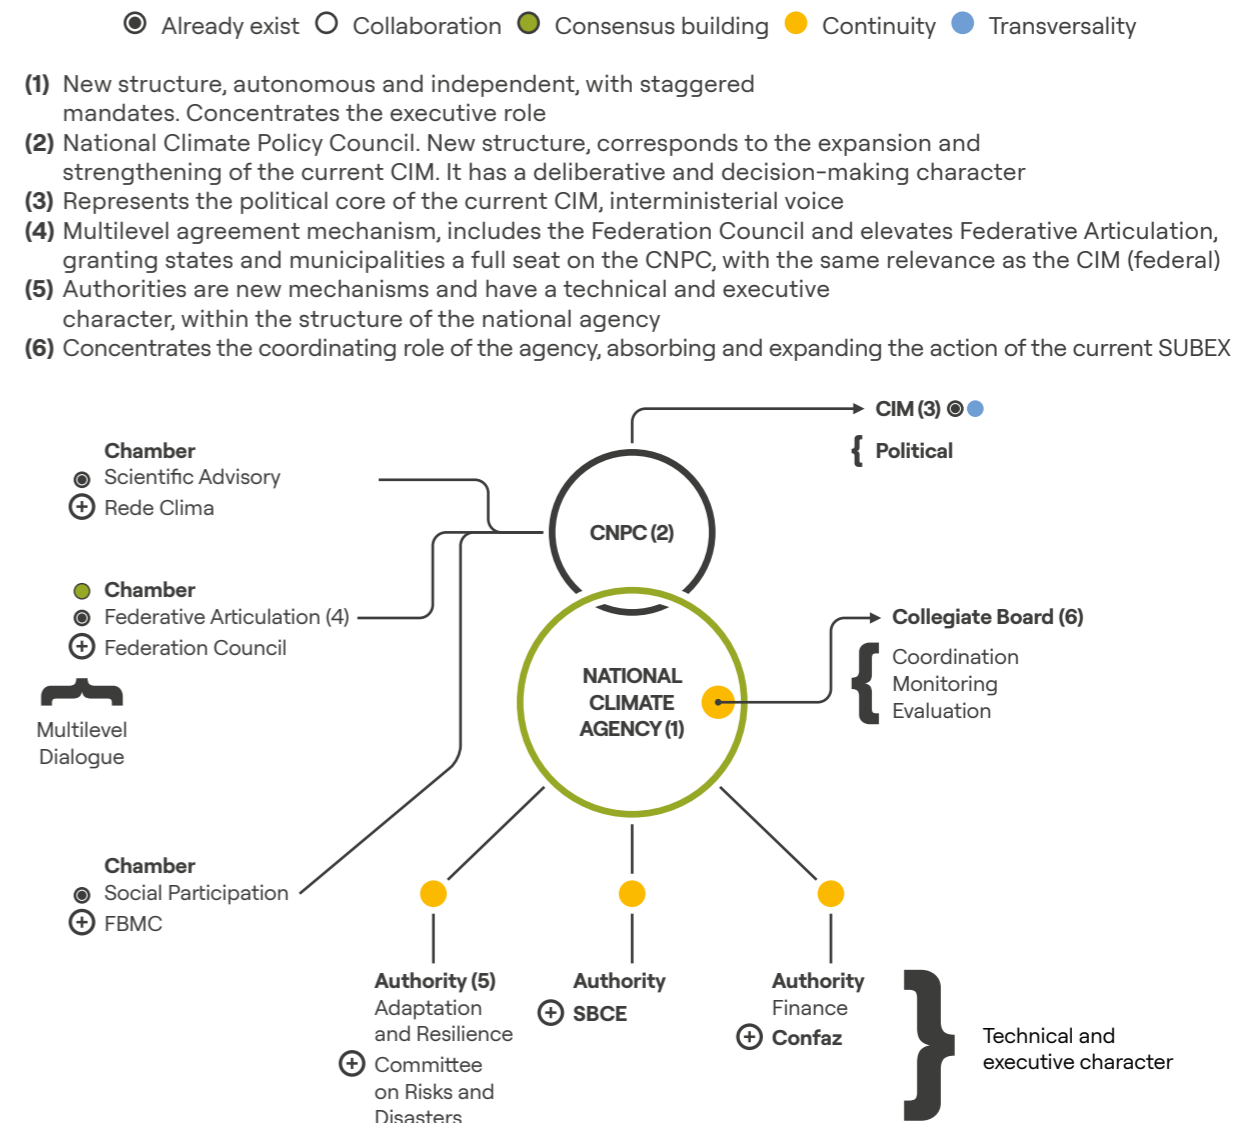 Already exist Collaboration Consensus building Continuity Transversality
(1) New structure, autonomous and independent, with staggered
mandates. Concentrates the executive role
(2) National Climate Policy Council. New structure, corresponds to the expansion and
strengthening of the current CIM. It has a deliberative and decision-making character
(3) Represents the political core of the current CIM, interministerial voice
(4) Multilevel agreement mechanism, includes the Federation Council and elevates Federative Articulation,
granting states and municipalities a full seat on the CNPC, with the same relevance as the CIM (federal)
(5) Authorities are new mechanisms and have a technical and executive
character, within the structure of the national agency
(6) Concentrates the coordinating role of the agency, absorbing and expanding the action of the current SUBEX
CIM (3)
Political
Chamber
Scientific Advisory
Rede Clima
CNPC (2)
Chamber
Federative Articulation (4)
Federation Council
Multilevel
Dialogue
NATIONAL
CLIMATE
AGENCY (1)
Collegiate Board (6)
Coordination
Monitoring
Evaluation
Chamber
Social Participation
FBMC
Authority (5)
Adaptation
and Resilience
Committee
on Risks and
Disasters
Authority
SBCE
Authority
Finance
Confaz
Technical and
executive character